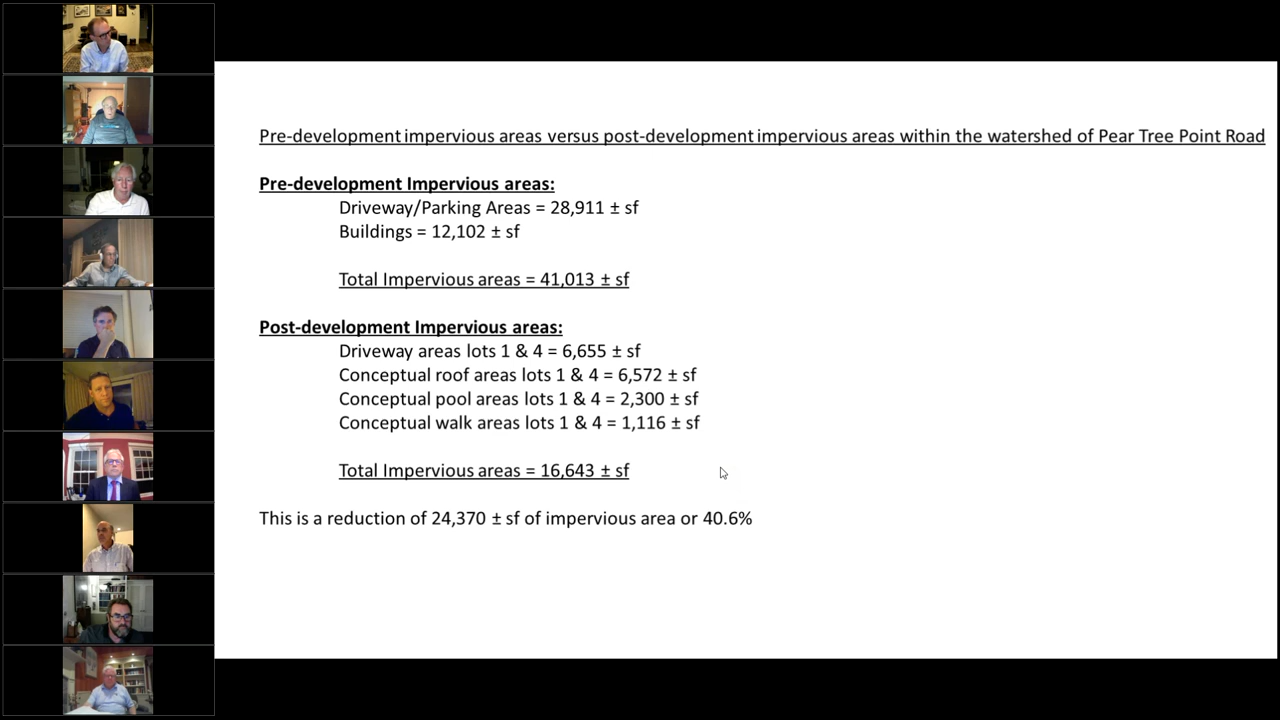 Pre-development impervious areas versus post-development impervious areas within the watershed of Pear Tree Point Road
Pre-development Impervious areas:
Driveway/Parking Areas = 28,911 ± sf
Buildings = 12,102 ± sf
Total Impervious areas = 41,013 ± sf
Post-development Impervious areas:
Driveway areas lots 1 & 4 = 6,655 ± sf
Conceptual roof areas lots 1 & 4 = 6,572 ± sf
Conceptual pool areas lots 1 & 4 = 2,300 ± sf
Conceptual walk areas lots 1 & 4 = 1,116 ± sf
Total Impervious areas = 16,643 ± sf
This is a reduction of 24,370 ± sf of impervious area or 40.6%